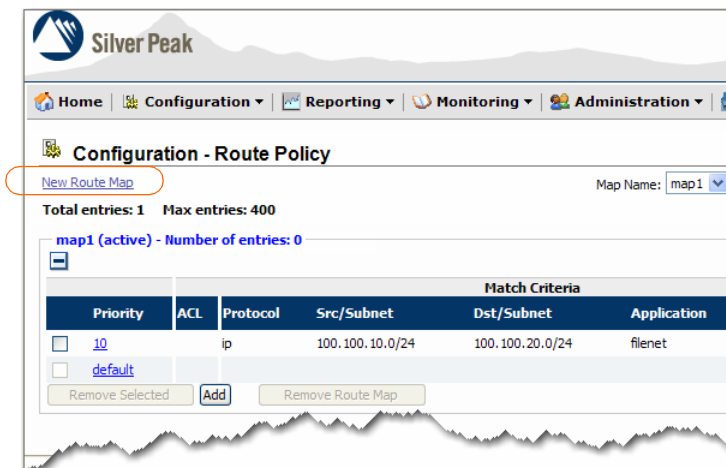 Silver Peak
Home Configuration Reporting Monitoring Administration
Configuration - Route Policy
New Route Map
Map Name: map1
Total entries: 1 Max entries: 400
map1 (active) - Number of entries: 0
Match Criteria
Priority ACL Protocol Src/Subnet Dst/Subnet Application
10 ip 100.100.10.0/24 100.100.20.0/24 filenet
default
Remove Selected Add Remove Route Map